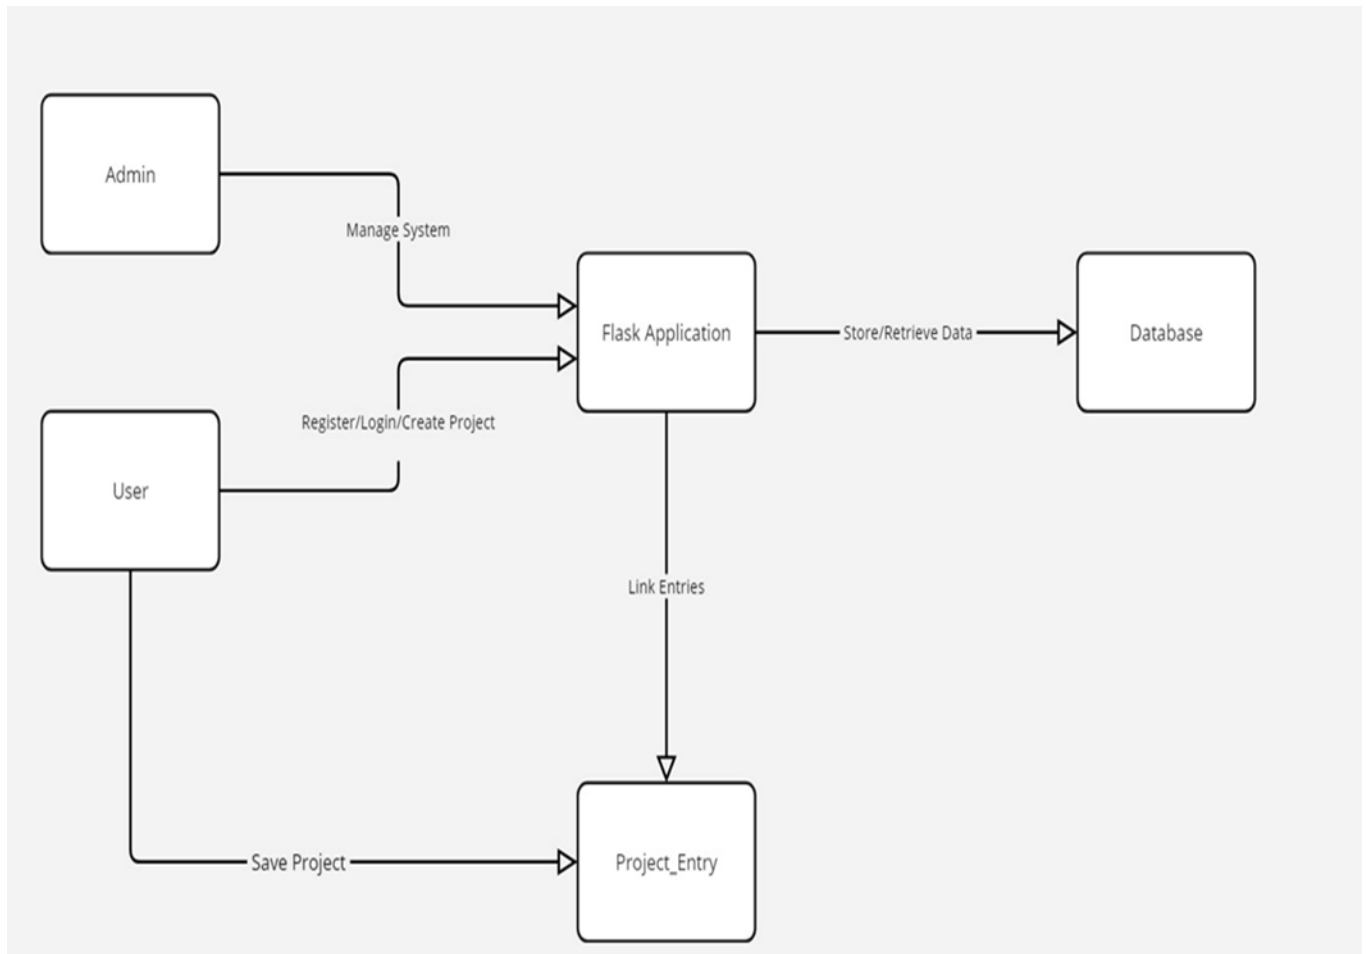 Admin
Manage System
Flask Application
Store/Retrieve Data
Database
Register/Login/Create Project
User
Link Entries
Save Project
Project_Entry